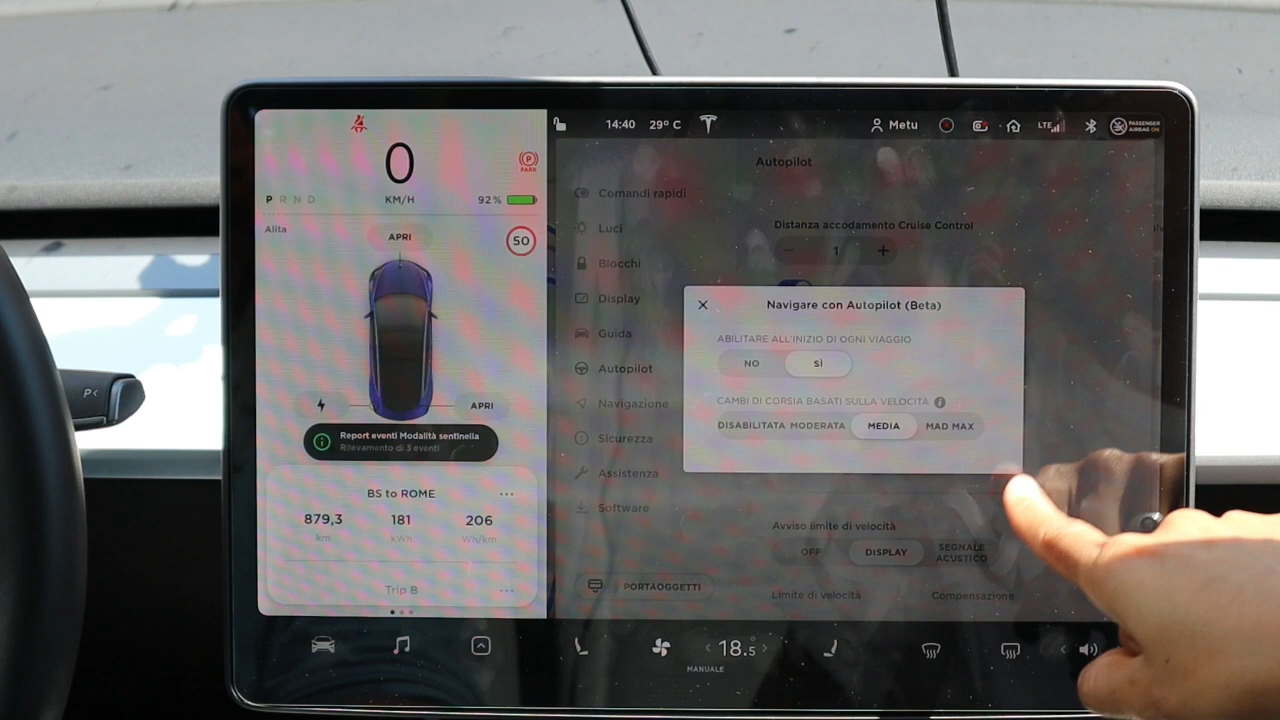 14:40 29° C Metu LTE PASSENGER AIRBAG ON
0
KM/H
P R N D
92%
PARK
Alita
APRI
50
APRI
Report eventi Modalità sentinella
Rilevamento di 3 eventi
BS to ROME
879,3 181 206
km kWh Wh/km
Trip B
Autopilot
Comandi rapidi
Luci
Blocchi
Display
Guida
Autopilot
Navigazione
Sicurezza
Assistenza
Software
PORTAOGGETTI
Distanza accodamento Cruise Control
− 1 +
Navigare con Autopilot (Beta)
ABILITARE ALL'INIZIO DI OGNI VIAGGIO
NO SÌ
CAMBI DI CORSIA BASATI SULLA VELOCITÀ
DISABILITATA MODERATA MEDIA MAD MAX
Avviso limite di velocità
OFF DISPLAY SEGNALE ACUSTICO
Limite di velocità Compensazione
18.5
MANUALE
P<